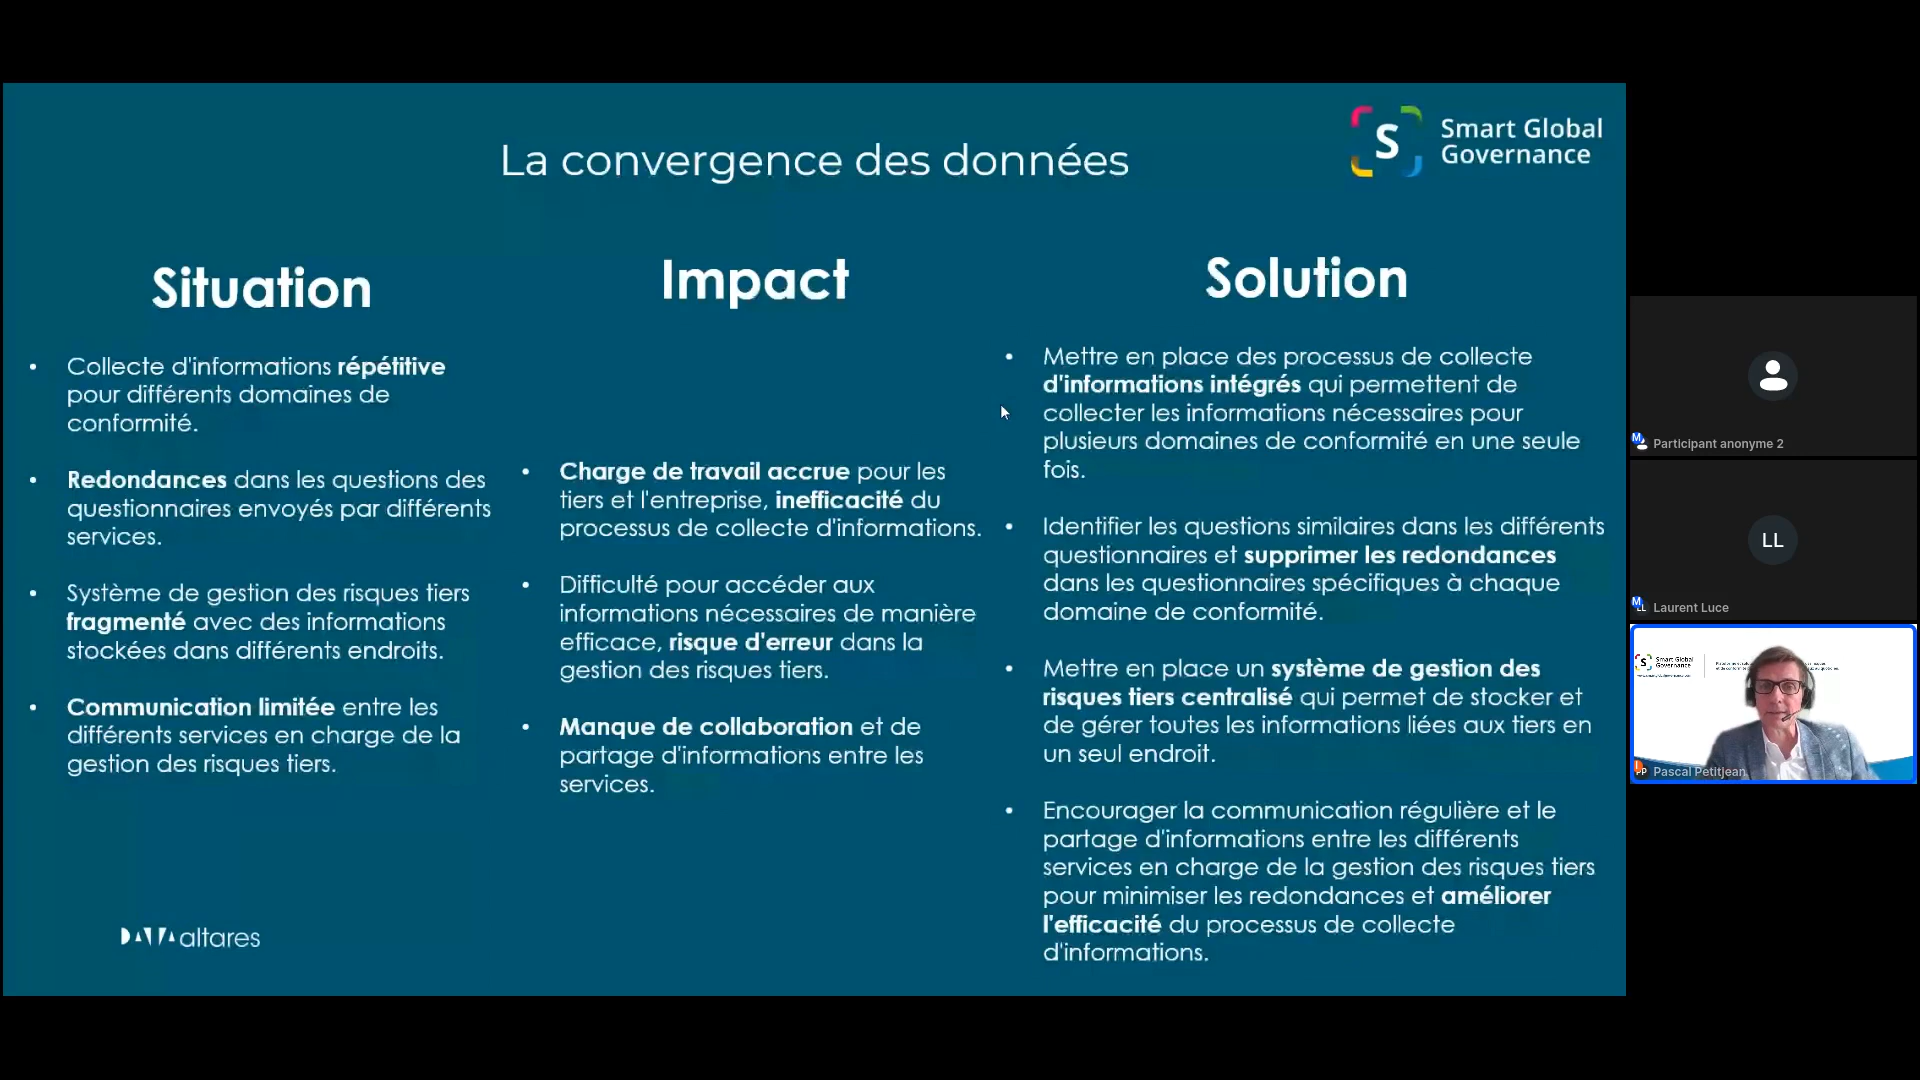 La convergence des données
Smart Global
Governance
Situation
• Collecte d'informations répétitive
pour différents domaines de
conformité.
• Redondances dans les questions des
questionnaires envoyés par différents
services.
• Système de gestion des risques tiers
fragmenté avec des informations
stockées dans différents endroits.
• Communication limitée entre les
différents services en charge de la
gestion des risques tiers.
Impact
• Charge de travail accrue pour les
tiers et l'entreprise, inefficacité du
processus de collecte d'informations.
• Difficulté pour accéder aux
informations nécessaires de manière
efficace, risque d'erreur dans la
gestion des risques tiers.
• Manque de collaboration et de
partage d'informations entre les
services.
Solution
• Mettre en place des processus de collecte
d'informations intégrés qui permettent de
collecter les informations nécessaires pour
plusieurs domaines de conformité en une seule
fois.
• Identifier les questions similaires dans les différents
questionnaires et supprimer les redondances
dans les questionnaires spécifiques à chaque
domaine de conformité.
• Mettre en place un système de gestion des
risques tiers centralisé qui permet de stocker et
de gérer toutes les informations liées aux tiers en
un seul endroit.
• Encourager la communication régulière et le
partage d'informations entre les différents
services en charge de la gestion des risques tiers
pour minimiser les redondances et améliorer
l'efficacité du processus de collecte
d'informations.
DATA altares
Participant anonyme 2
LL
Laurent Luce
Smart Global
Governance
Pascal Petitjean